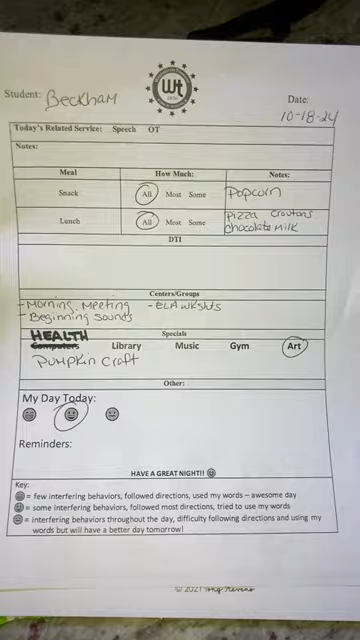 Wt
Student: Beckham
Date:
10-18-24
Today's Related Service: Speech OT
Notes:
Meal How Much: Notes:
Snack All Most Some Popcorn
Lunch All Most Some Pizza Croutons
chocolate milk
DTI
Centers/Groups
-Morning Meeting -ELA wkshts
-Beginning sounds
Specials
HEALTH
Computers Library Music Gym Art
Pumpkin Craft
Other:
My Day Today:
Reminders:
HAVE A GREAT NIGHT!!
Key:
= few interfering behaviors, followed directions, used my words – awesome day
= some interfering behaviors, followed most directions, tried to use my words
= interfering behaviors throughout the day, difficulty following directions and using my
words but will have a better day tomorrow!
© 2021